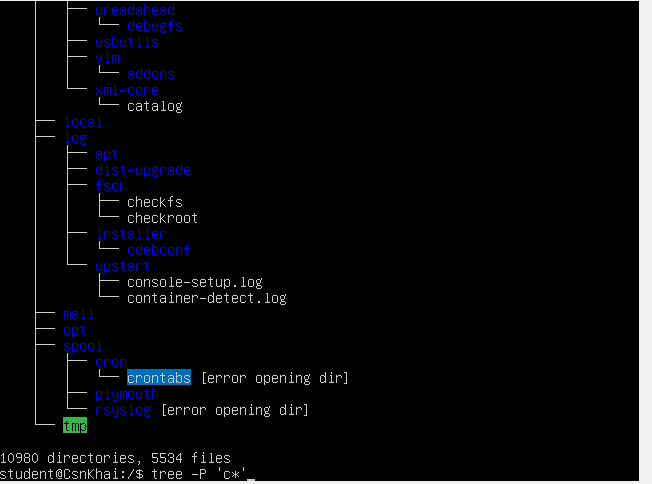 ├── ureadahead
│   └── debugfs
├── usbutils
├── vim
│   └── addons
└── xml-core
    └── catalog
├── local
├── log
│   ├── apt
│   ├── dist-upgrade
│   ├── fsck
│   │   ├── checkfs
│   │   └── checkroot
│   ├── installer
│   │   └── cdebconf
│   └── upstart
│       ├── console-setup.log
│       └── container-detect.log
├── mail
├── opt
├── spool
│   ├── cron
│   │   └── crontabs [error opening dir]
│   ├── plymouth
│   └── rsyslog [error opening dir]
└── tmp
10980 directories, 5534 files
student@CsnKhai:/$ tree -P 'c*'_